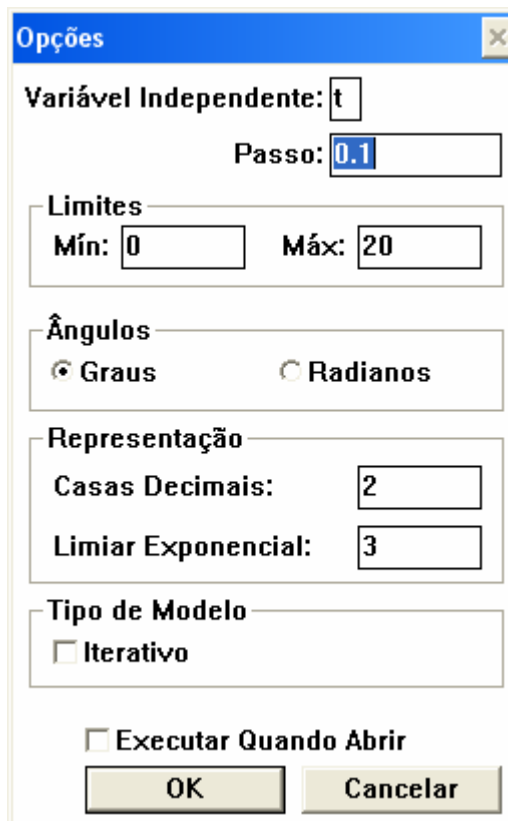 Opções
Variável Independente: t
Passo: 0.1
Limites
Mín: 0 Máx: 20
Ângulos
Graus Radianos
Representação
Casas Decimais: 2
Limiar Exponencial: 3
Tipo de Modelo
Iterativo
Executar Quando Abrir
OK Cancelar